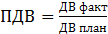 ПДВ = ДВ факт / ДВ план